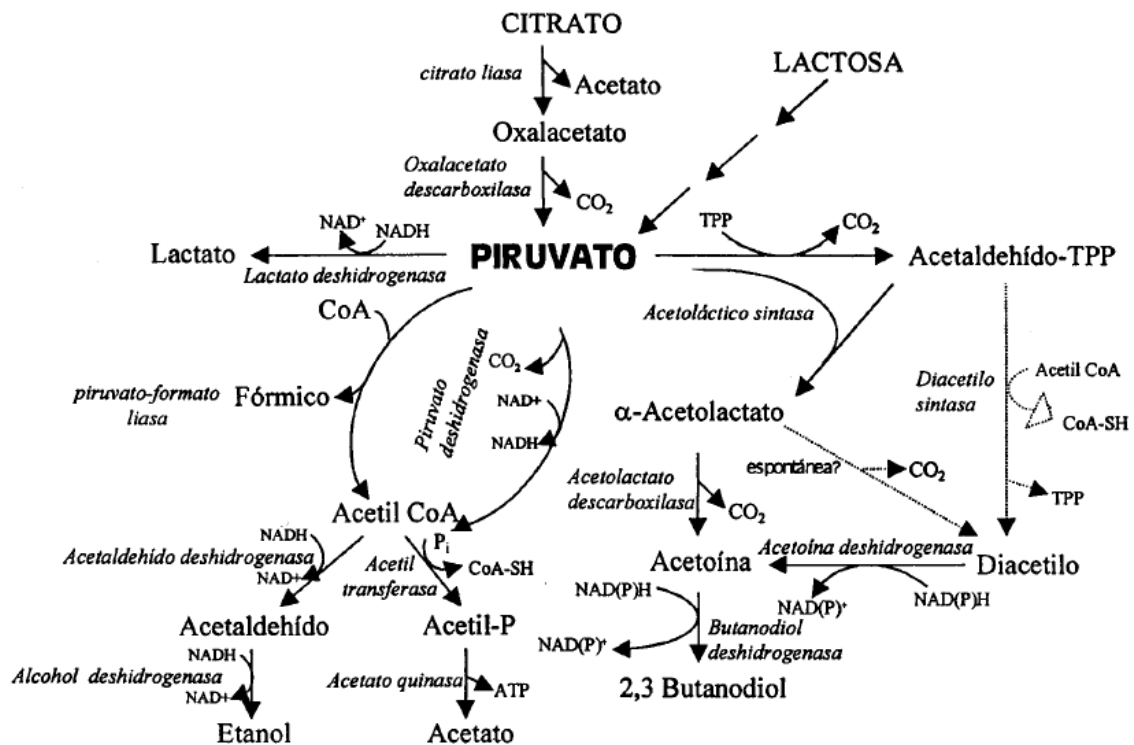 CITRATO
citrato liasa
Acetato
LACTOSA
Oxalacetato
Oxalacetato
descarboxilasa
CO2
NAD+
NADH
Lactato
Lactato deshidrogenasa
PIRUVATO
TPP
CO2
Acetaldehído-TPP
CoA
Acetoláctico sintasa
piruvato-formato
liasa
Fórmico
Piruvato
deshidrogenasa
CO2
NAD+
NADH
Diacetilo
sintasa
Acetil CoA
CoA-SH
TPP
α-Acetolactato
espontánea?
CO2
Acetolactato
descarboxilasa
CO2
Acetil CoA
NADH
Acetaldehído deshidrogenasa
NAD+
Pi
Acetil
transferasa
CoA-SH
Acetoína
Acetoína deshidrogenasa
Diacetilo
NAD(P)+
NAD(P)H
NAD(P)H
NAD(P)+
Butanodiol
deshidrogenasa
2,3 Butanodiol
Acetaldehído
Acetil-P
NADH
Alcohol deshidrogenasa
NAD+
Acetato quinasa
ATP
Etanol
Acetato